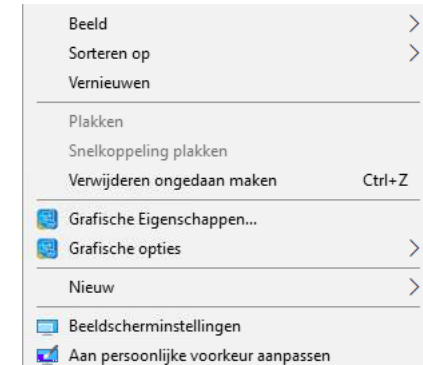 Beeld
Sorteren op
Vernieuwen
Plakken
Snelkoppeling plakken
Verwijderen ongedaan maken Ctrl+Z
Grafische Eigenschappen...
Grafische opties
Nieuw
Beeldscherminstellingen
Aan persoonlijke voorkeur aanpassen